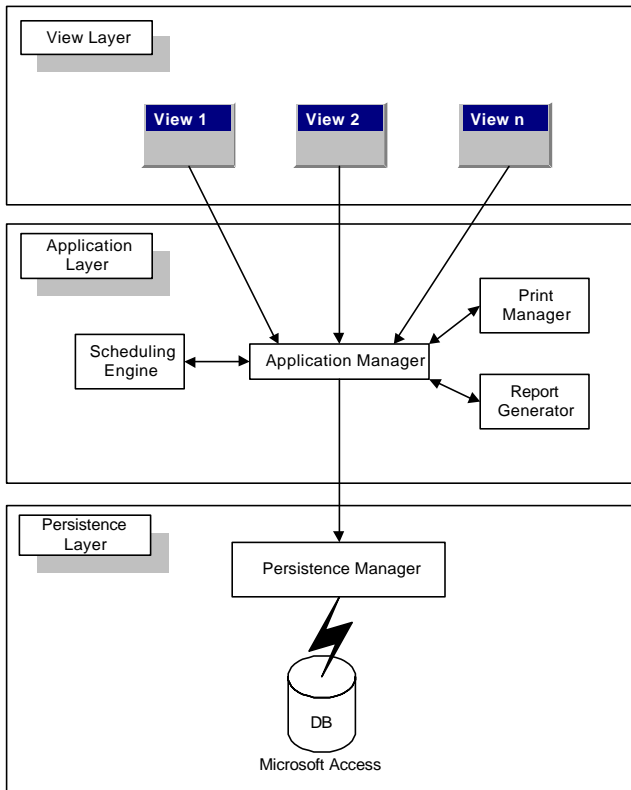 View Layer
View 1
View 2
View n
Application
Layer
Print
Manager
Scheduling
Engine
Application Manager
Report
Generator
Persistence
Layer
Persistence Manager
DB
Microsoft Access